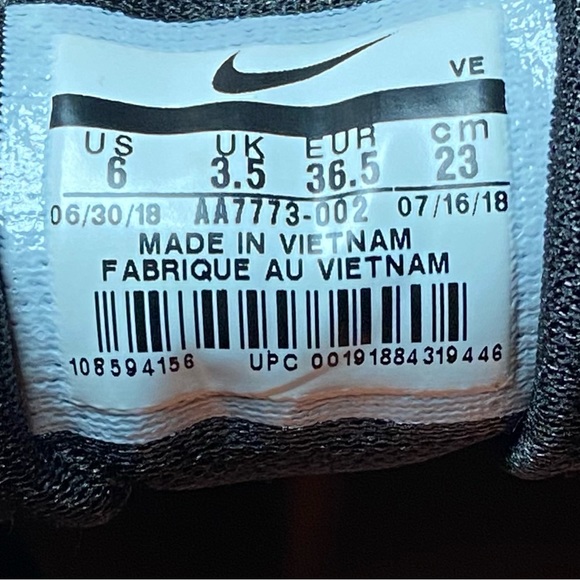 VE
US UK EUR cm
6 3.5 36.5 23
06/30/18 AA7773-002 07/16/18
MADE IN VIETNAM
FABRIQUE AU VIETNAM
108594156 UPC 00191884319446